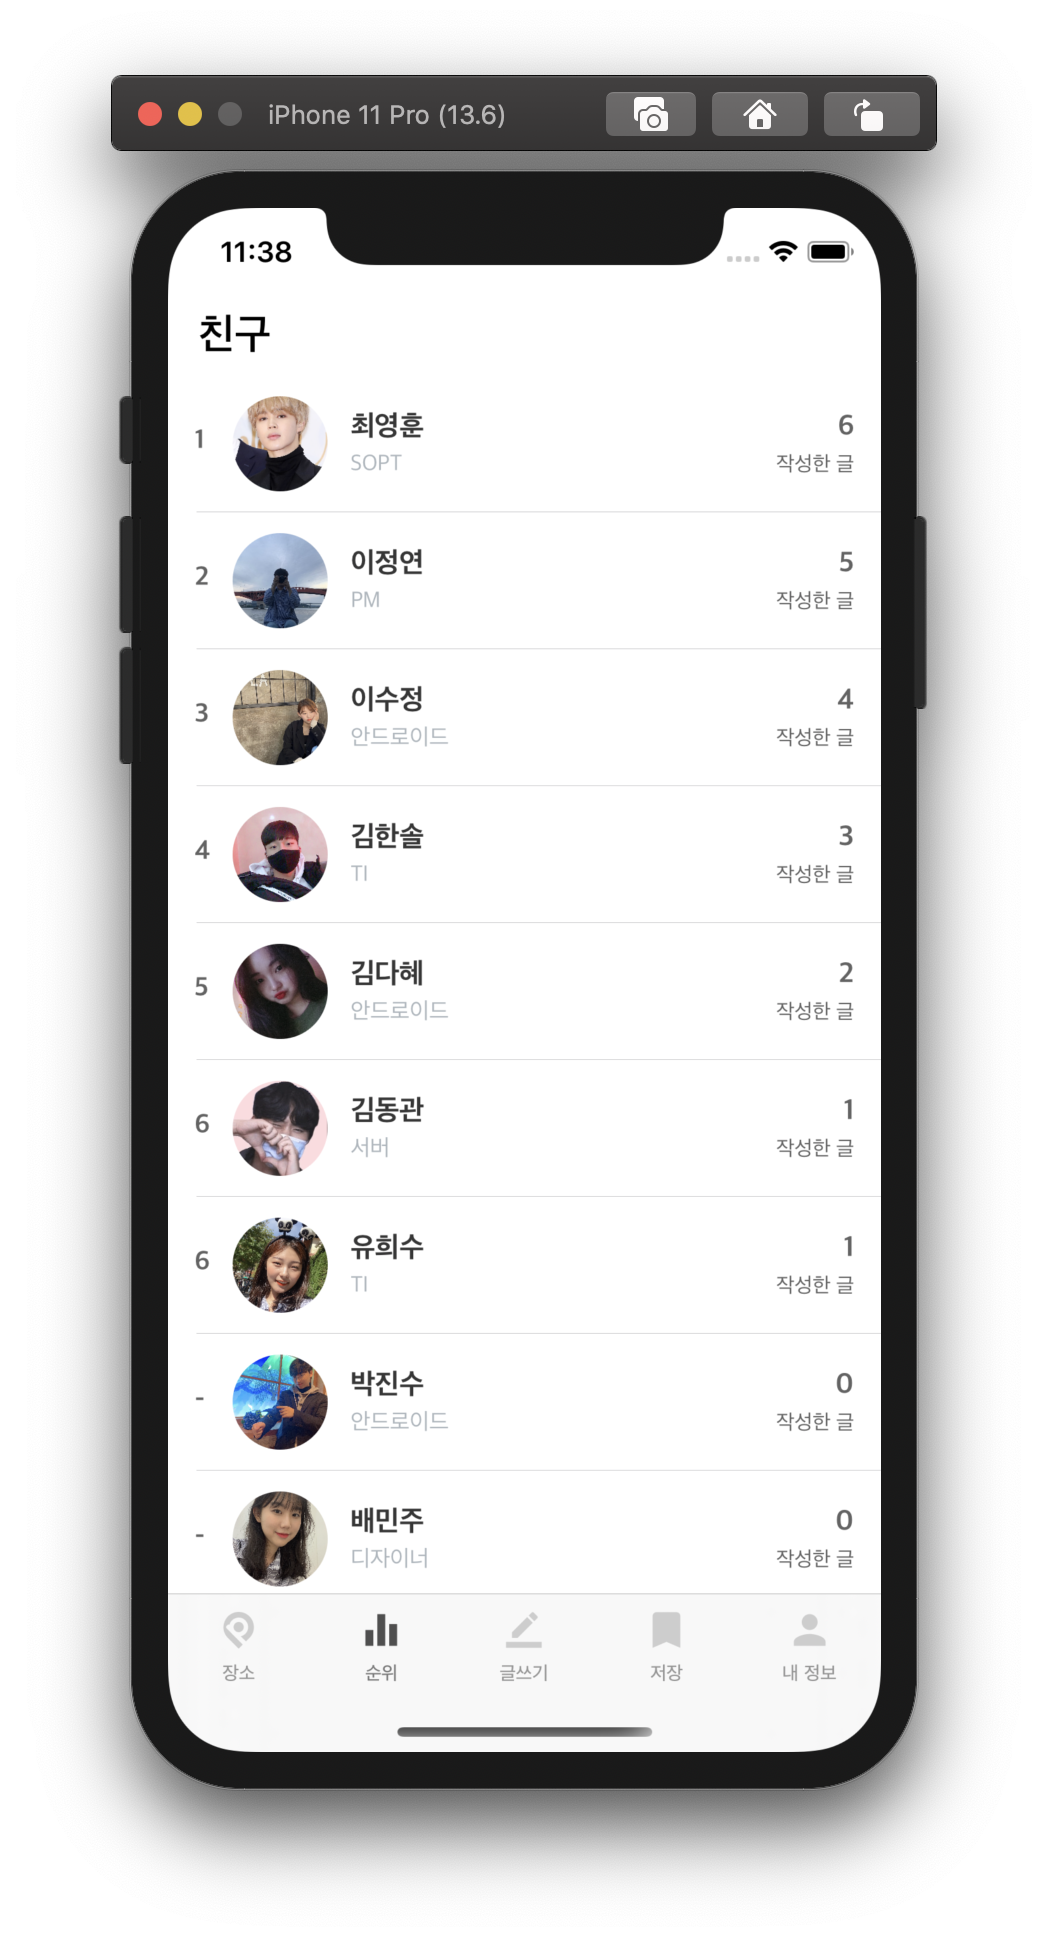 iPhone 11 Pro (13.6)
11:38
친구
1
최영훈
6
SOPT
작성한 글
2
이정연
5
PM
작성한 글
3
이수정
4
안드로이드
작성한 글
4
김한솔
3
TI
작성한 글
5
김다혜
2
안드로이드
작성한 글
6
김동관
1
서버
작성한 글
6
유희수
1
TI
작성한 글
-
박진수
0
안드로이드
작성한 글
-
배민주
0
디자이너
작성한 글
장소 순위 글쓰기 저장 내 정보